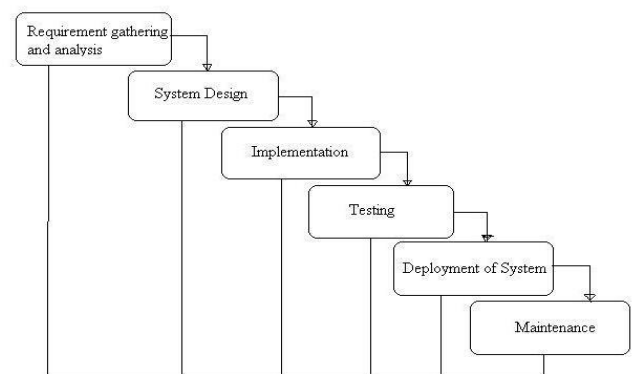 Requirement gathering
and analysis
System Design
Implementation
Testing
Deployment of System
Maintenance